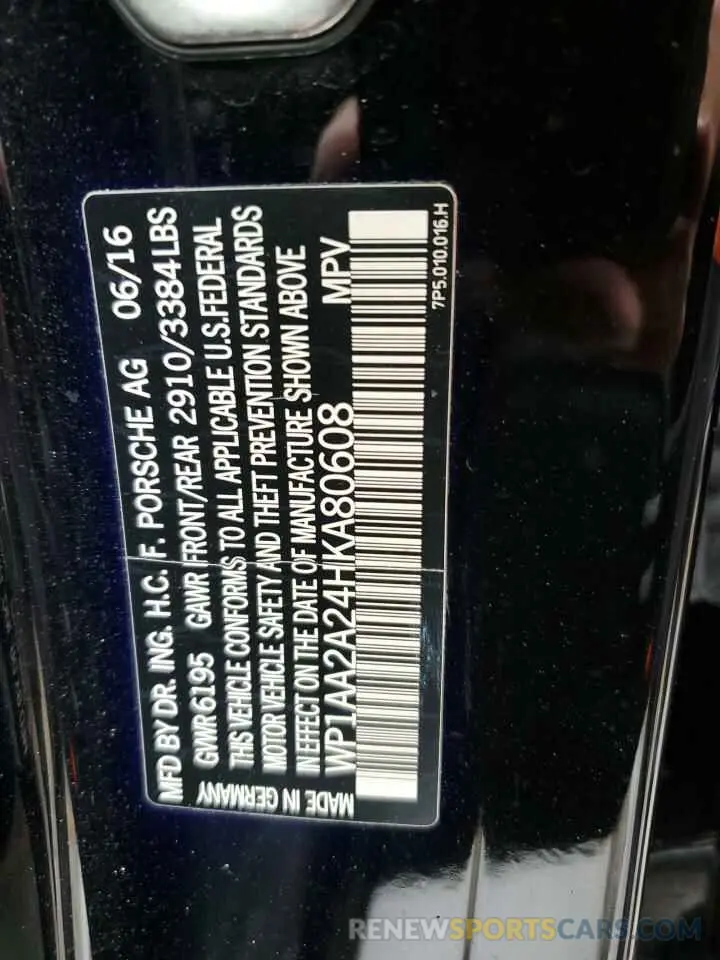 MFD BY DR. ING. H.C. F. PORSCHE AG 06/16
GVWR 6195 GAWR FRONT/REAR 2910/3384 LBS
THIS VEHICLE CONFORMS TO ALL APPLICABLE U.S. FEDERAL
MOTOR VEHICLE SAFETY AND THEFT PREVENTION STANDARDS
IN EFFECT ON THE DATE OF MANUFACTURE SHOWN ABOVE
WP1AA2A24HKA80608 MPV
MADE IN GERMANY
7P5.010.016.H
RENEWSPORTSCARS.COM